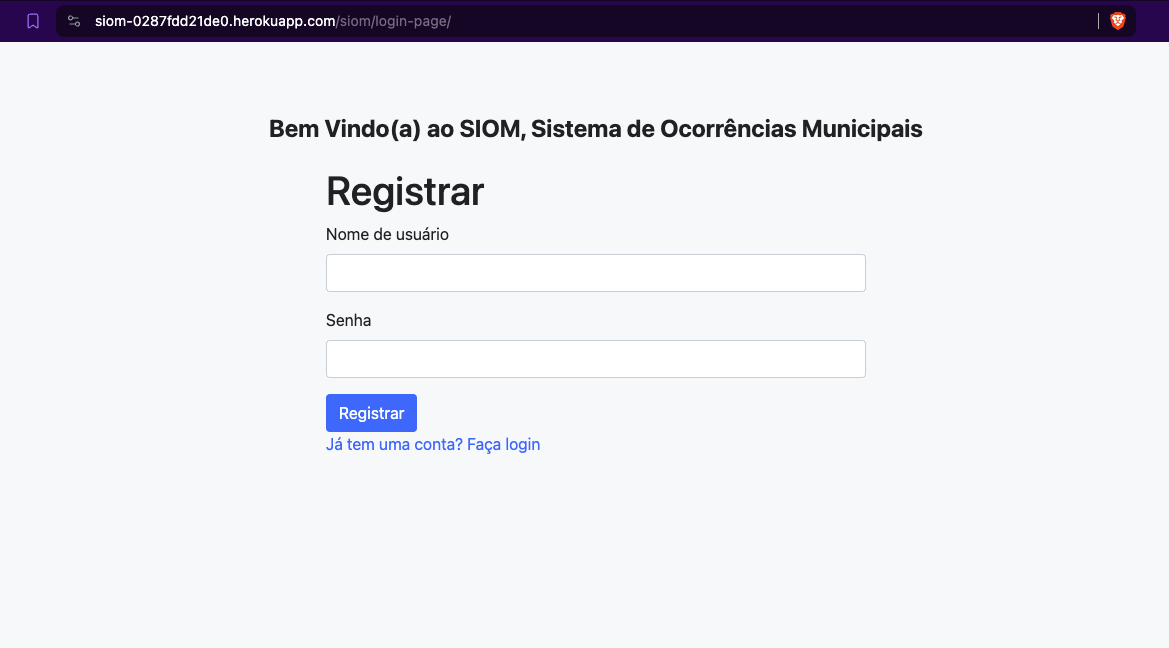 siom-0287fdd21de0.herokuapp.com/siom/login-page/
Bem Vindo(a) ao SIOM, Sistema de Ocorrências Municipais
Registrar
Nome de usuário
Senha
Registrar
Já tem uma conta? Faça login